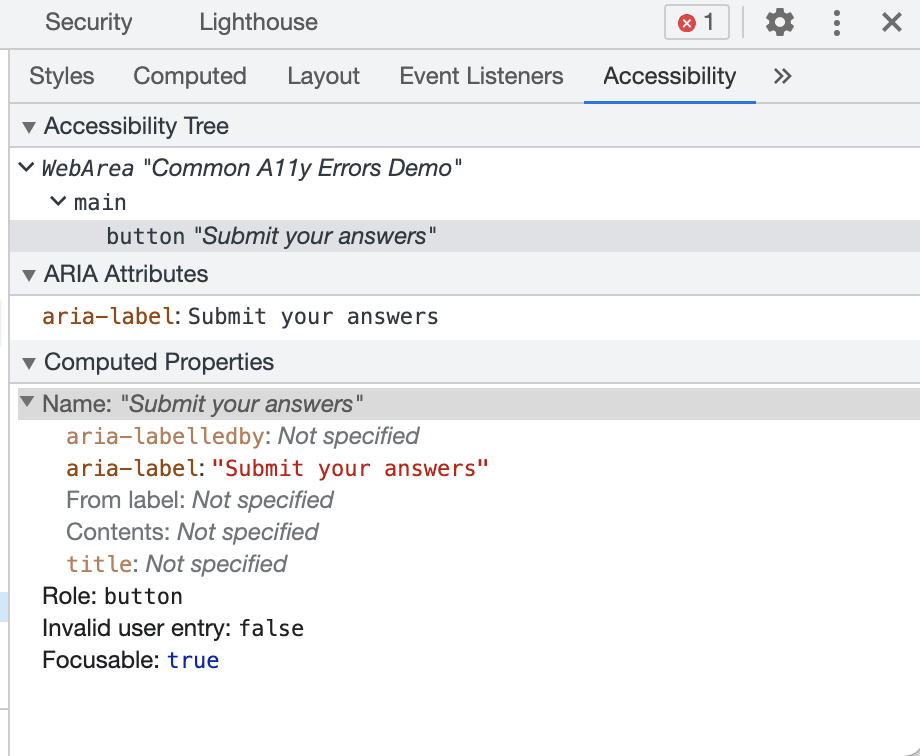 Security Lighthouse 1
Styles Computed Layout Event Listeners Accessibility »
Accessibility Tree
WebArea "Common A11y Errors Demo"
main
button "Submit your answers"
ARIA Attributes
aria-label: Submit your answers
Computed Properties
Name: "Submit your answers"
aria-labelledby: Not specified
aria-label: "Submit your answers"
From label: Not specified
Contents: Not specified
title: Not specified
Role: button
Invalid user entry: false
Focusable: true